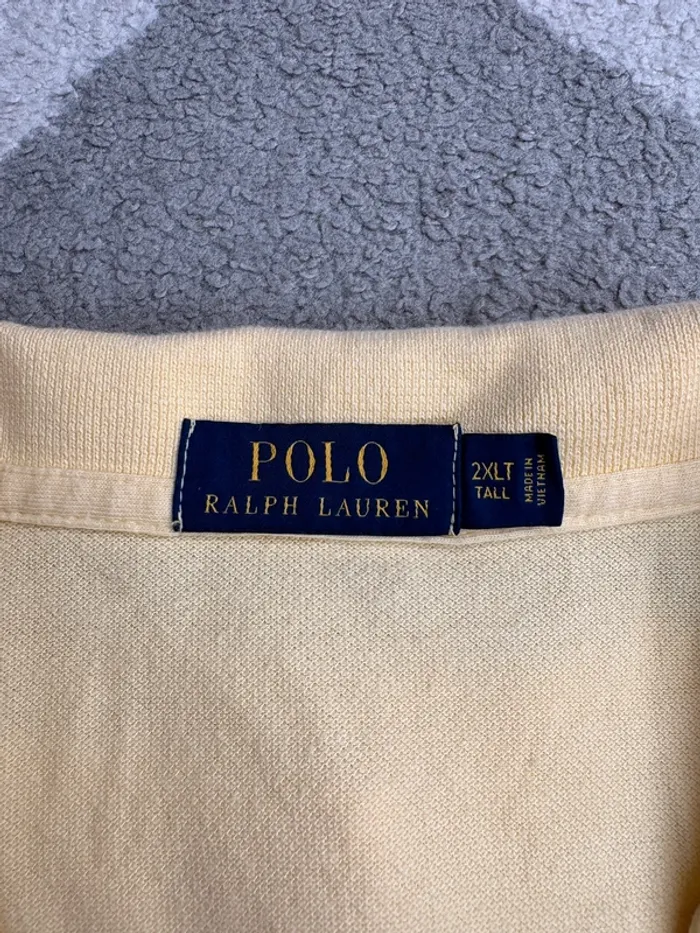 POLO
RALPH LAUREN
2XLT
TALL
MADE IN
VIETNAM